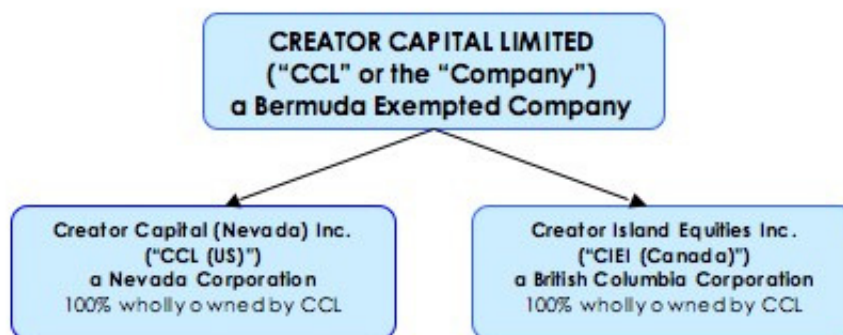 CREATOR CAPITAL LIMITED
(“CCL” or the “Company”)
a Bermuda Exempted Company
Creator Capital (Nevada) Inc.
(“CCL (US)”)
a Nevada Corporation
100% wholly owned by CCL
Creator Island Equities Inc.
(“CIEI (Canada)”)
a British Columbia Corporation
100% wholly owned by CCL